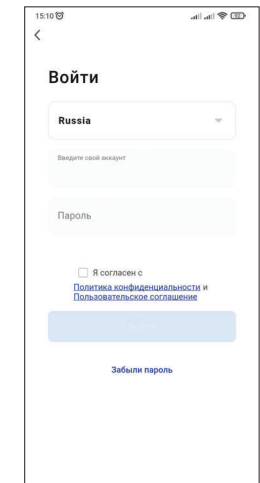 15:10
Войти
Russia
Введите свой аккаунт
Пароль
Я согласен с
Политика конфиденциальности и
Пользовательское соглашение
Забыли пароль